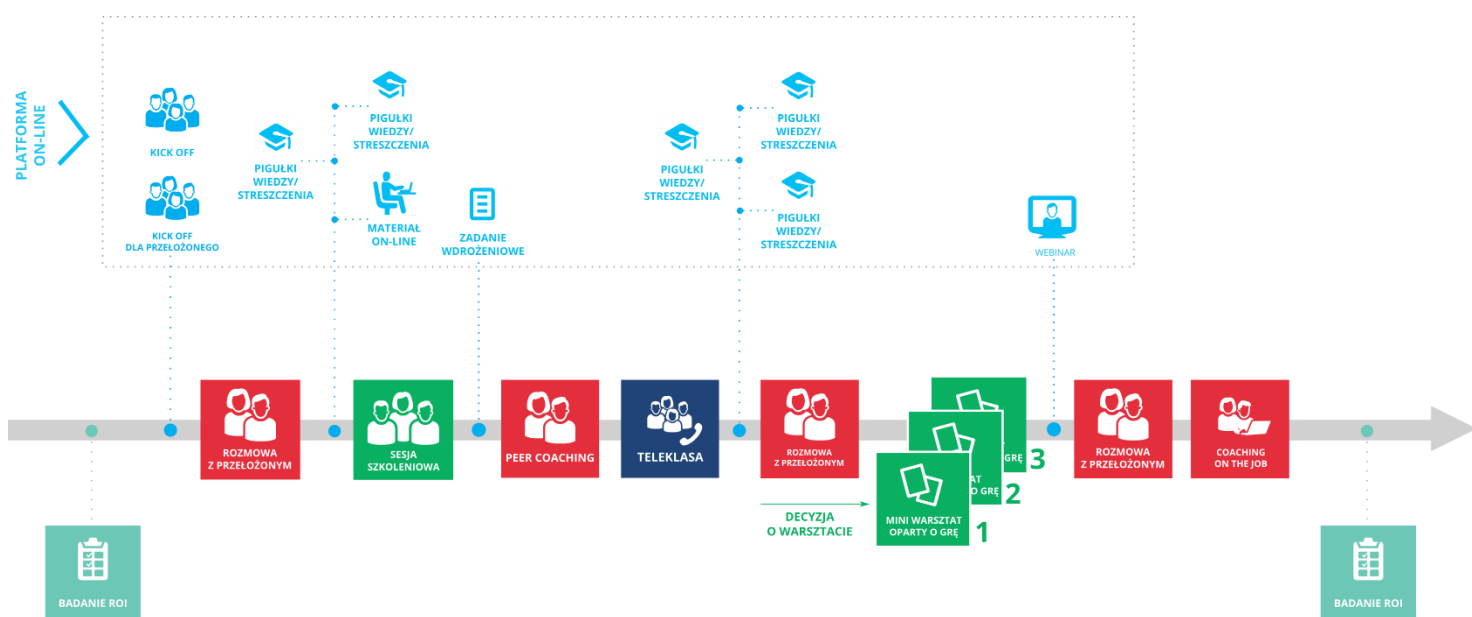 PLATFORMA
ON-LINE
KICK OFF
KICK OFF
DLA PRZEŁOŻONEGO
PIGUŁKI
WIEDZY/
STRESZCZENIA
PIGUŁKI
WIEDZY/
STRESZCZENIA
MATERIAŁ
ON-LINE
ZADANIE
WDROŻENIOWE
PIGUŁKI
WIEDZY/
STRESZCZENIA
PIGUŁKI
WIEDZY/
STRESZCZENIA
PIGUŁKI
WIEDZY/
STRESZCZENIA
WEBINAR
ROZMOWA
Z PRZEŁOŻONYM
SESJA
SZKOLENIOWA
PEER COACHING
TELEKLASA
ROZMOWA
Z PRZEŁOŻONYM
DECYZJA
O WARSZTACIE
MINI WARSZTAT
OPARTY O GRĘ
1
AT
O GRĘ
2
GRĘ
3
ROZMOWA
Z PRZEŁOŻONYM
COACHING
ON THE JOB
BADANIE ROI
BADANIE ROI